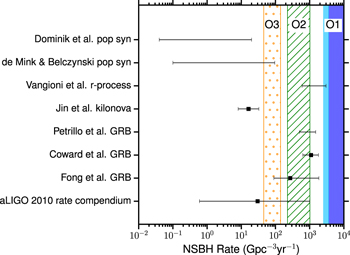 O3 O2 O1
Dominik et al. pop syn
de Mink & Belczynski pop syn
Vangioni et al. r-process
Jin et al. kilonova
Petrillo et al. GRB
Coward et al. GRB
Fong et al. GRB
aLIGO 2010 rate compendium
10⁻² 10⁻¹ 10⁰ 10¹ 10² 10³ 10⁴
NSBH Rate (Gpc⁻³yr⁻¹)